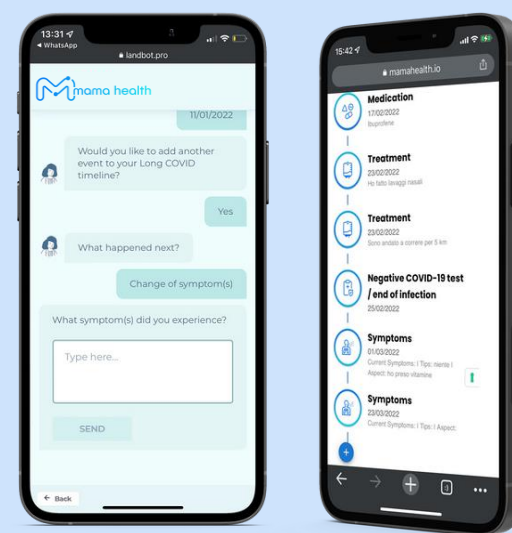 13:31
WhatsApp
landbot.pro
mama health
11/01/2022
Would you like to add another
event to your Long COVID
timeline?
Yes
What happened next?
Change of symptom(s)
What symptom(s) did you experience?
Type here...
SEND
Back
15:42
mamahealth.io
Medication
17/02/2022
Ibuprofene
Treatment
23/02/2022
Ho fatto lavaggi nasali
Treatment
23/02/2022
Sono andato a correre per 5 km
Negative COVID-19 test
/ end of infection
25/02/2022
Symptoms
01/03/2022
Current Symptoms: | Tips: niente |
Aspect: ho preso vitamine
Symptoms
23/03/2022
Current Symptoms: | Tips: | Aspect: